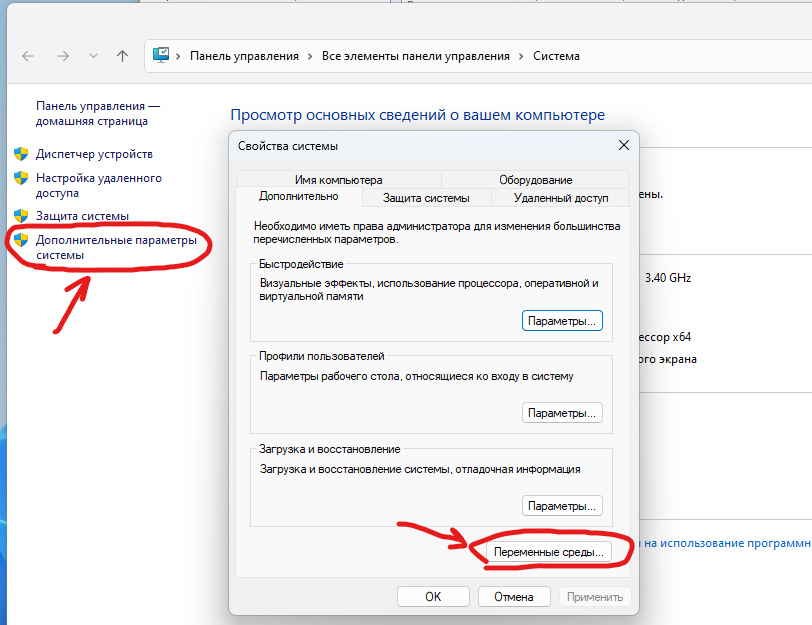 Панель управления
Все элементы панели управления
Система
Панель управления —
домашняя страница
Диспетчер устройств
Настройка удаленного
доступа
Защита системы
Дополнительные параметры
системы
Просмотр основных сведений о вашем компьютере
Свойства системы
Имя компьютера
Оборудование
Дополнительно
Защита системы
Удаленный доступ
Необходимо иметь права администратора для изменения большинства
перечисленных параметров.
Быстродействие
Визуальные эффекты, использование процессора, оперативной и
виртуальной памяти
Параметры...
Профили пользователей
Параметры рабочего стола, относящиеся ко входу в систему
Параметры...
Загрузка и восстановление
Загрузка и восстановление системы, отладочная информация
Параметры...
Переменные среды...
ОК
Отмена
Применить
ены.
3.40 GHz
ессор x64
ого экрана
на использование программн